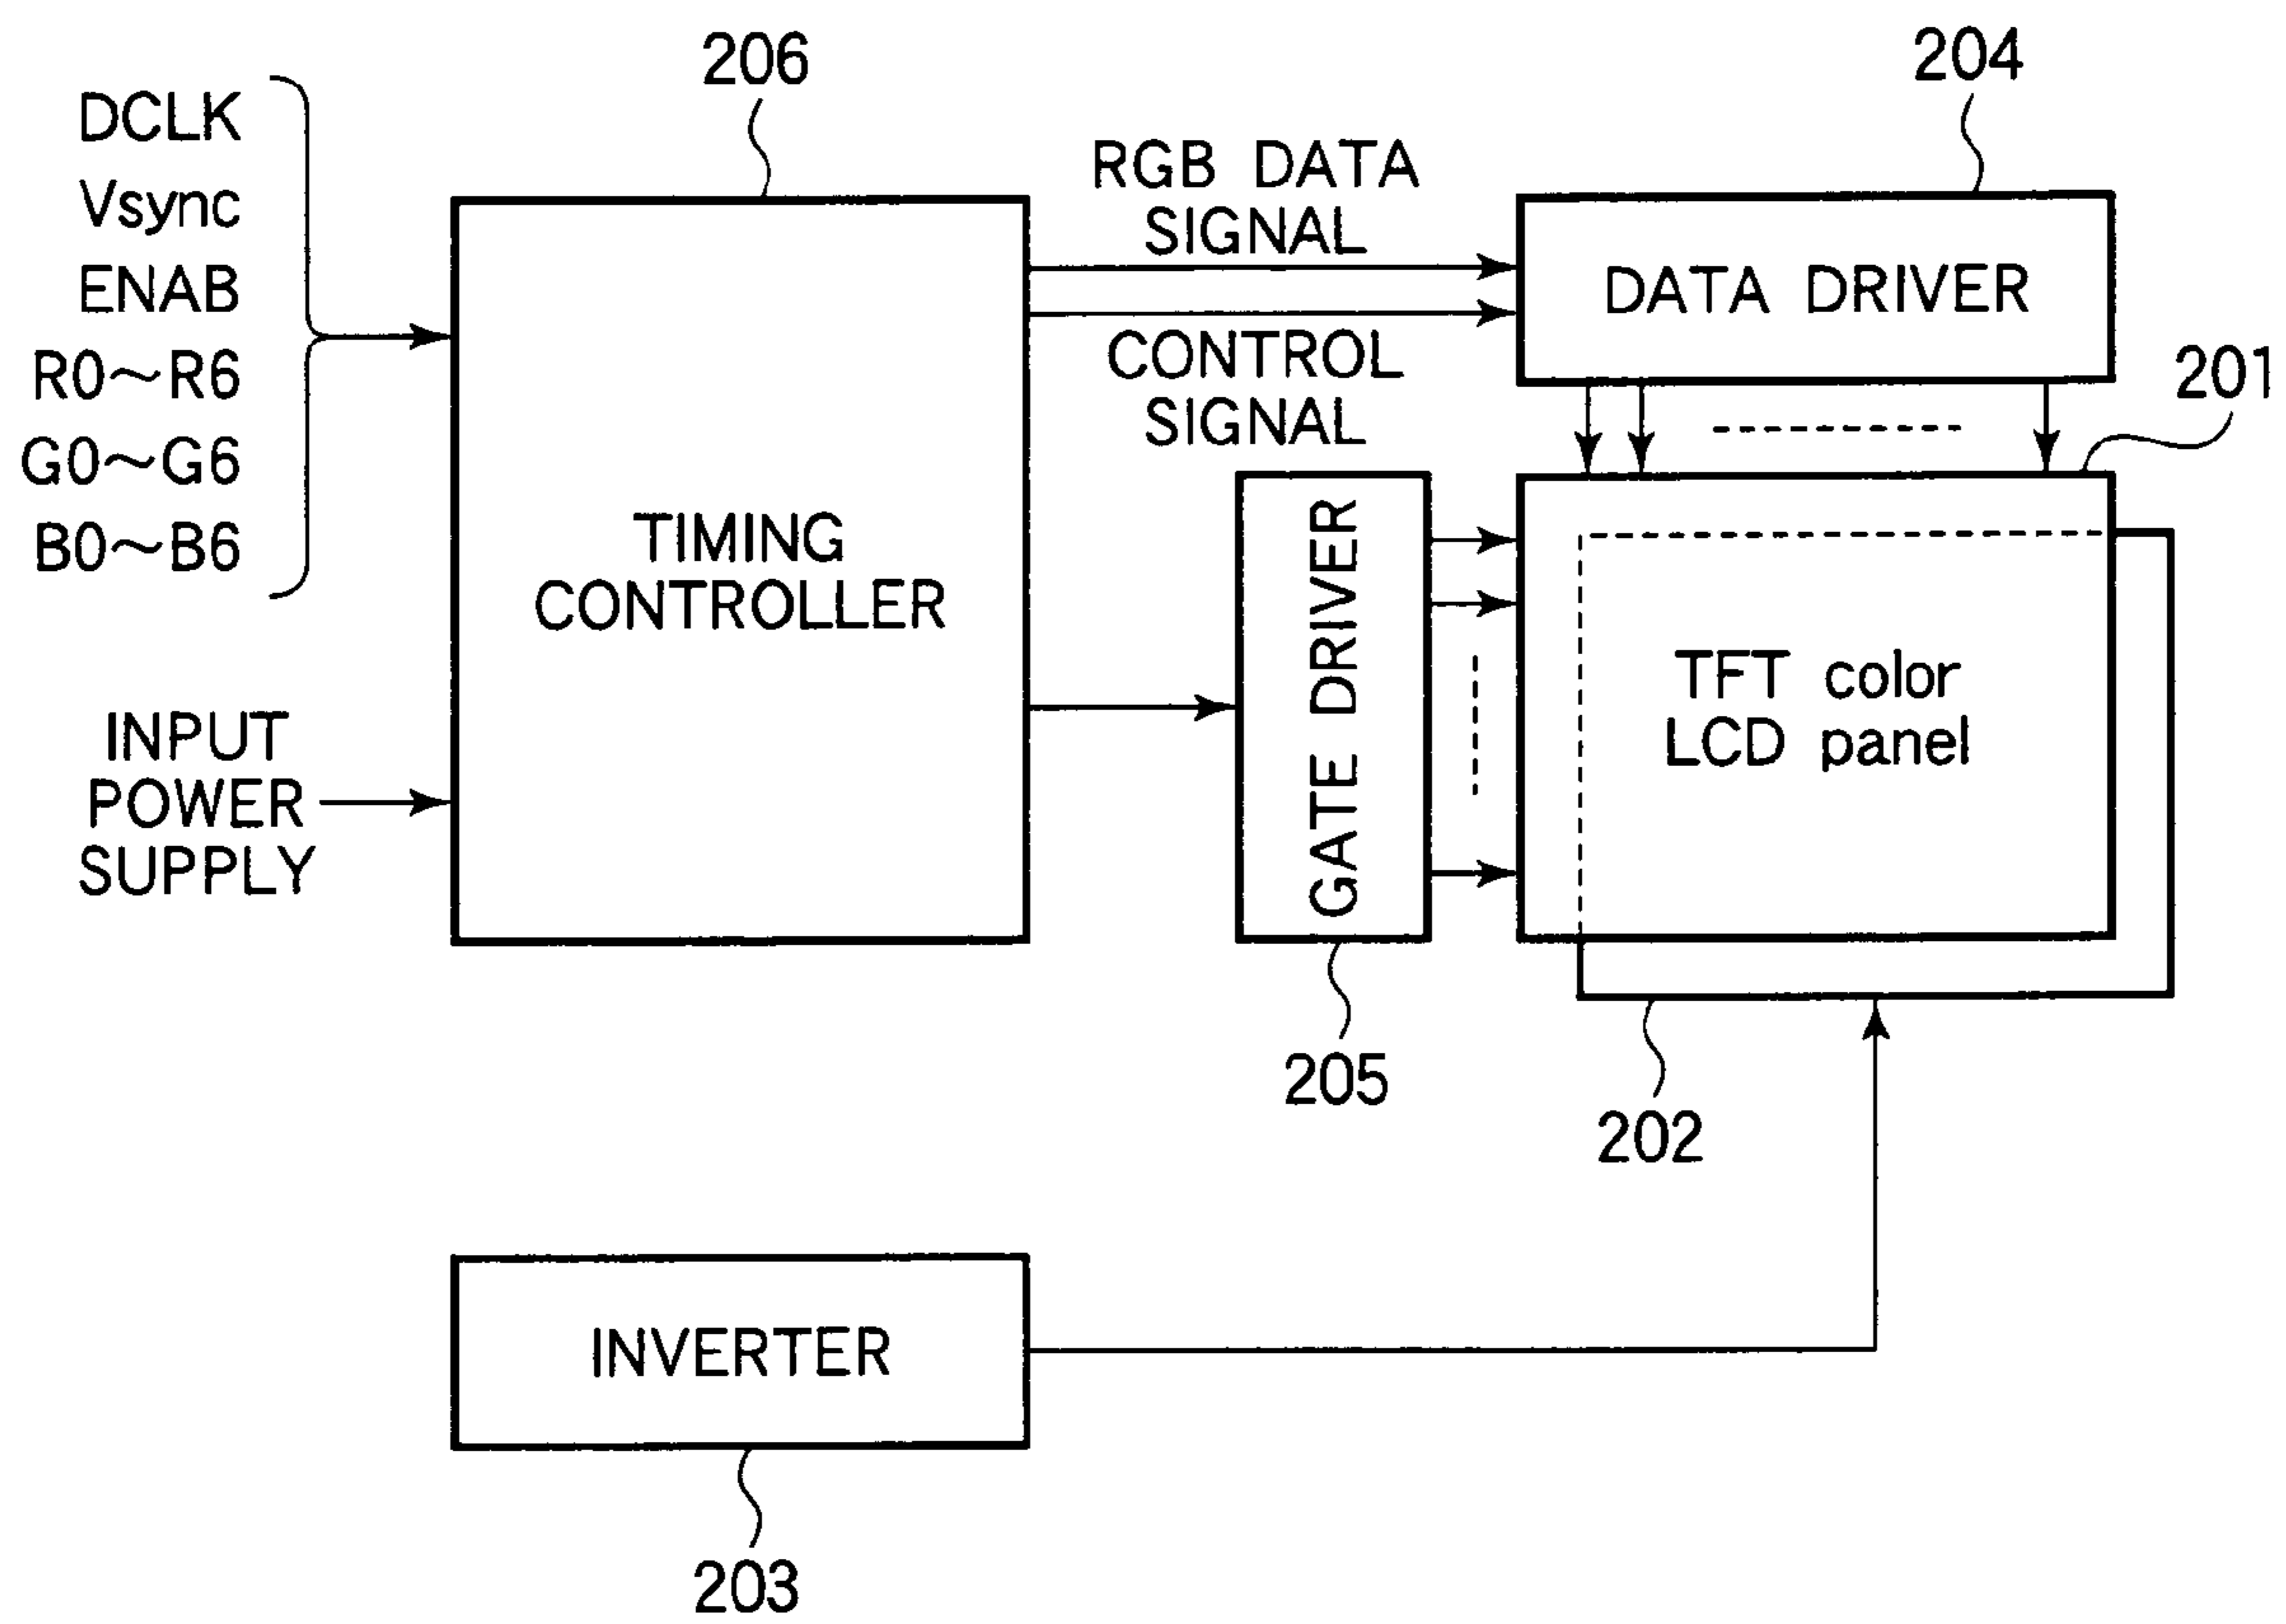 206
204
DCLK
Vsync
ENAB
R0~R6
G0~G6
B0~B6
RGB DATA
SIGNAL
CONTROL
SIGNAL
DATA DRIVER
201
TIMING
CONTROLLER
GATE DRIVER
TFT color
LCD panel
INPUT
POWER
SUPPLY
205
202
INVERTER
203